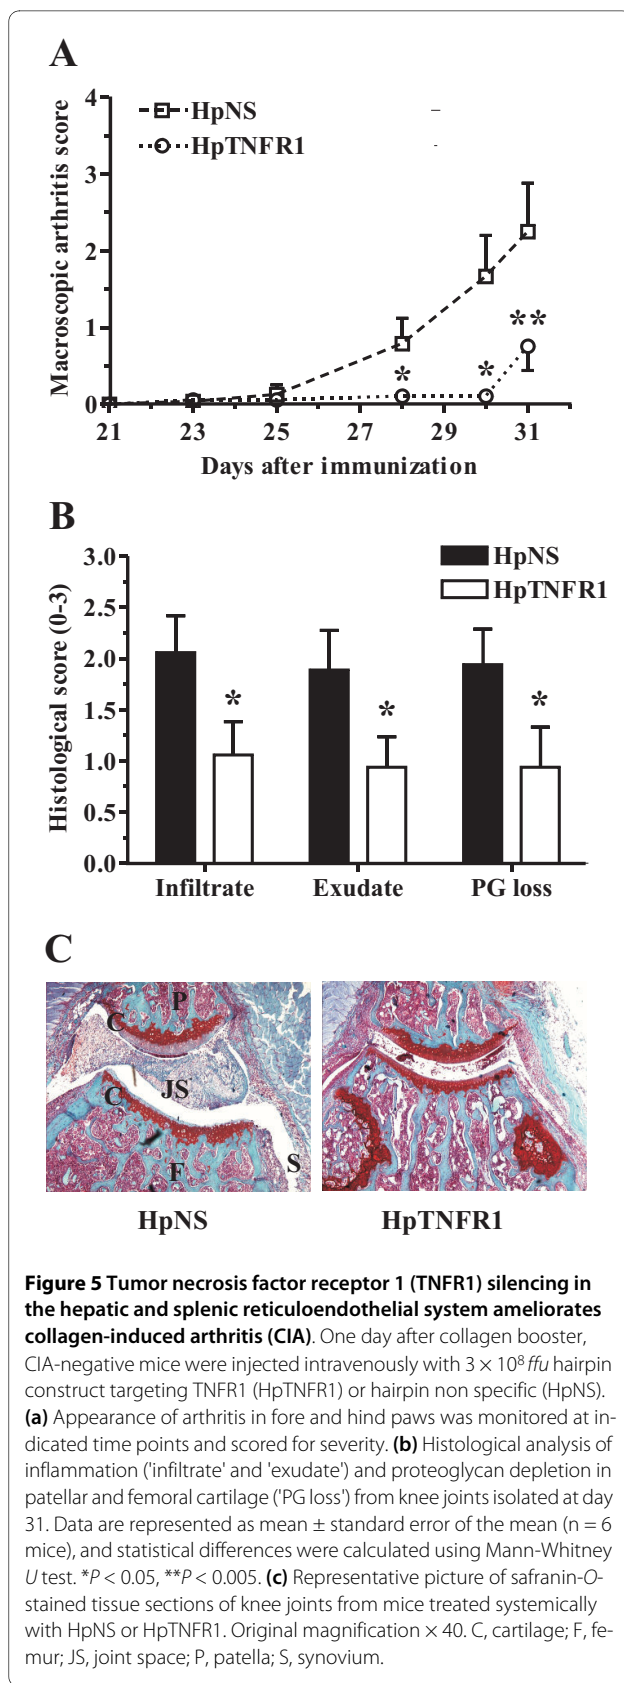 A
Macroscopic arthritis score
4
3
2
1
0
HpNS
HpTNFR1
*
*
**
21 23 25 27 29 31
Days after immunization
B
Histological score (0-3)
3.0
2.5
2.0
1.5
1.0
0.5
0.0
HpNS
HpTNFR1
*
*
*
Infiltrate Exudate PG loss
C
P
C
JS
C
S
F
HpNS HpTNFR1
Figure 5 Tumor necrosis factor receptor 1 (TNFR1) silencing in
the hepatic and splenic reticuloendothelial system ameliorates
collagen-induced arthritis (CIA). One day after collagen booster,
CIA-negative mice were injected intravenously with 3 × 10⁸ ffu hairpin
construct targeting TNFR1 (HpTNFR1) or hairpin non specific (HpNS).
(a) Appearance of arthritis in fore and hind paws was monitored at in-
dicated time points and scored for severity. (b) Histological analysis of
inflammation ('infiltrate' and 'exudate') and proteoglycan depletion in
patellar and femoral cartilage ('PG loss') from knee joints isolated at day
31. Data are represented as mean ± standard error of the mean (n = 6
mice), and statistical differences were calculated using Mann-Whitney
U test. *P < 0.05, **P < 0.005. (c) Representative picture of safranin-O-
stained tissue sections of knee joints from mice treated systemically
with HpNS or HpTNFR1. Original magnification × 40. C, cartilage; F, fe-
mur; JS, joint space; P, patella; S, synovium.